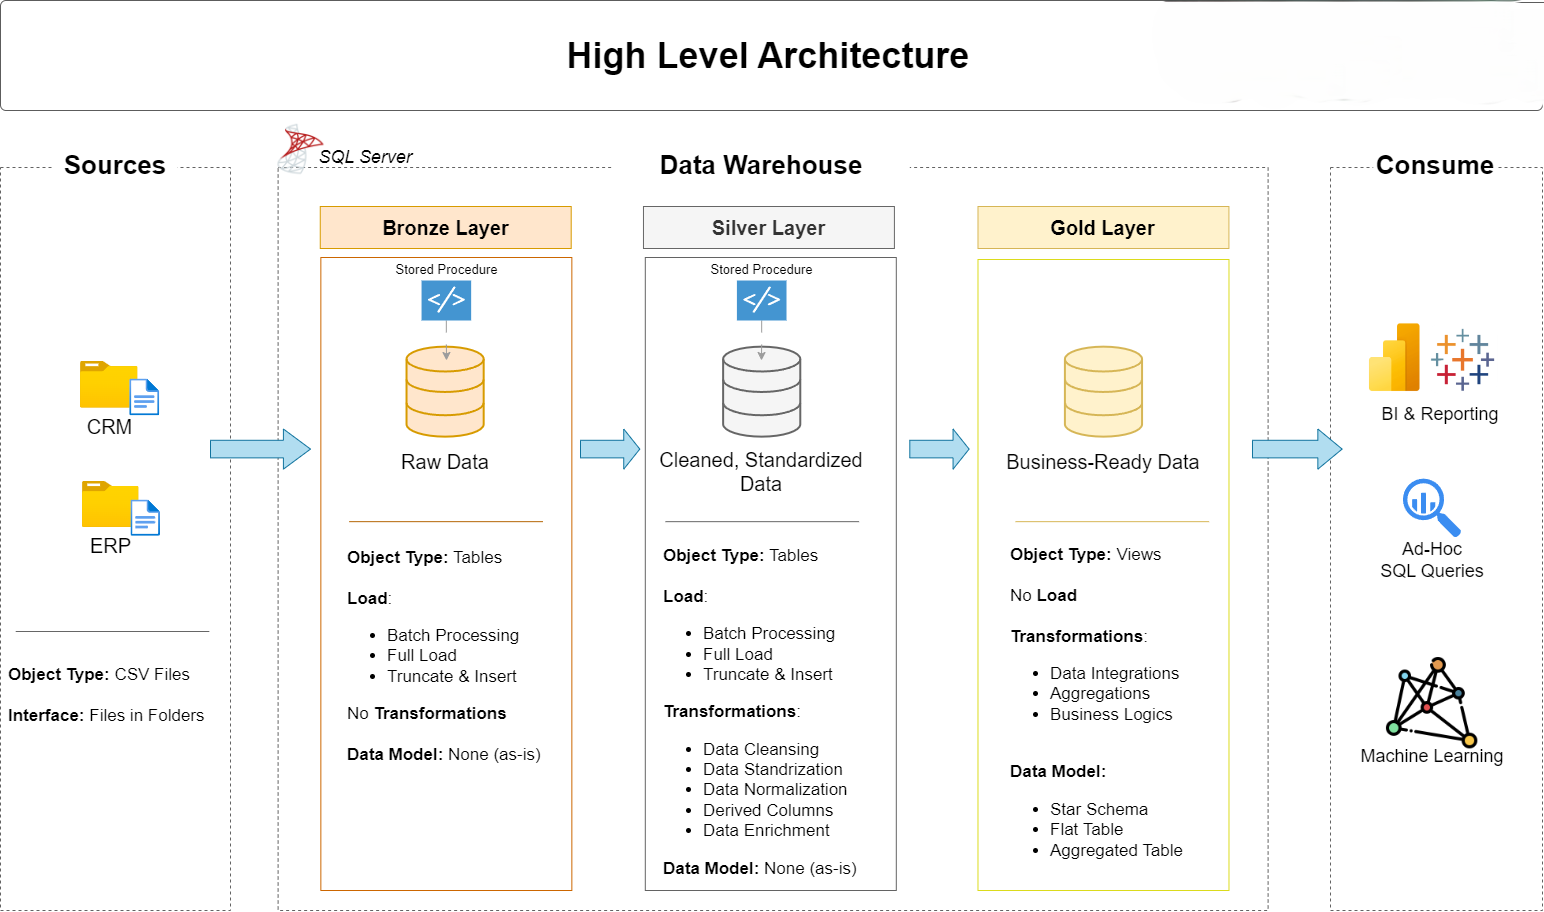 High Level Architecture
Sources
SQL Server
Data Warehouse
Consume
Bronze Layer
Silver Layer
Gold Layer
Stored Procedure
Stored Procedure
CRM
ERP
Object Type: CSV Files
Interface: Files in Folders
Raw Data
Object Type: Tables
Load:
• Batch Processing
• Full Load
• Truncate & Insert
No Transformations
Data Model: None (as-is)
Cleaned, Standardized
Data
Object Type: Tables
Load:
• Batch Processing
• Full Load
• Truncate & Insert
Transformations:
• Data Cleansing
• Data Standrization
• Data Normalization
• Derived Columns
• Data Enrichment
Data Model: None (as-is)
Business-Ready Data
Object Type: Views
No Load
Transformations:
• Data Integrations
• Aggregations
• Business Logics
Data Model:
• Star Schema
• Flat Table
• Aggregated Table
BI & Reporting
Ad-Hoc
SQL Queries
Machine Learning